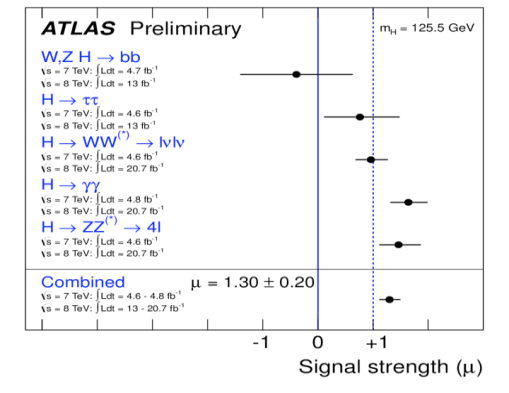 ATLAS Preliminary
m_H = 125.5 GeV
W,Z H → bb
√s = 7 TeV: ∫Ldt = 4.7 fb⁻¹
√s = 8 TeV: ∫Ldt = 13 fb⁻¹
H → ττ
√s = 7 TeV: ∫Ldt = 4.6 fb⁻¹
√s = 8 TeV: ∫Ldt = 13 fb⁻¹
H → WW⁽*⁾ → lνlν
√s = 7 TeV: ∫Ldt = 4.6 fb⁻¹
√s = 8 TeV: ∫Ldt = 20.7 fb⁻¹
H → γγ
√s = 7 TeV: ∫Ldt = 4.8 fb⁻¹
√s = 8 TeV: ∫Ldt = 20.7 fb⁻¹
H → ZZ⁽*⁾ → 4l
√s = 7 TeV: ∫Ldt = 4.6 fb⁻¹
√s = 8 TeV: ∫Ldt = 20.7 fb⁻¹
Combined μ = 1.30 ± 0.20
√s = 7 TeV: ∫Ldt = 4.6 - 4.8 fb⁻¹
√s = 8 TeV: ∫Ldt = 13 - 20.7 fb⁻¹
-1 0 +1
Signal strength (μ)